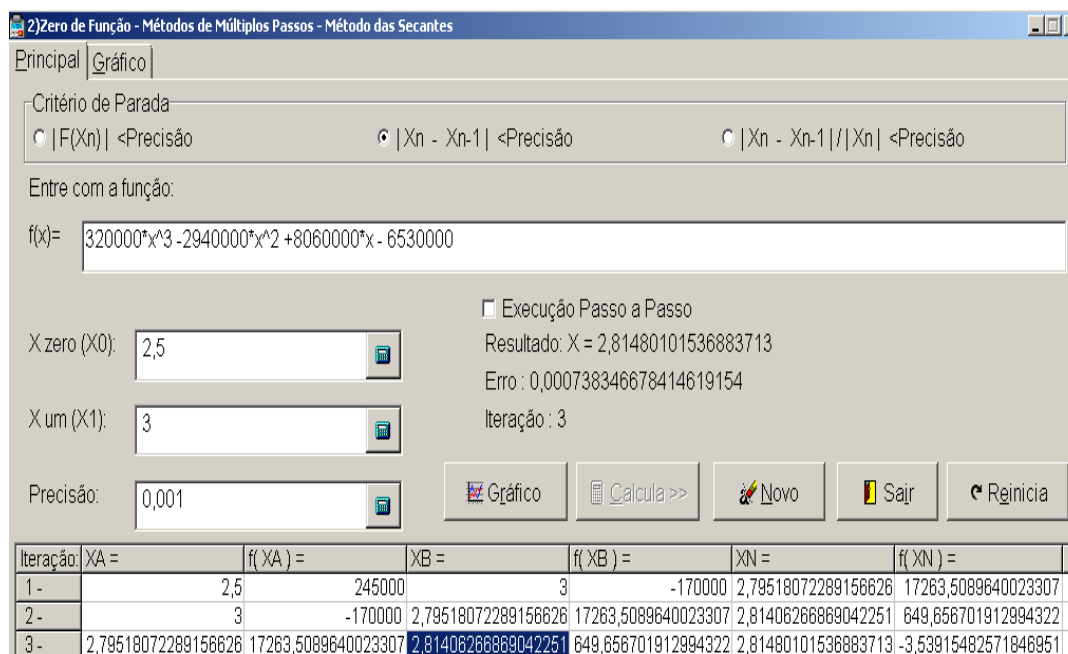 2)Zero de Função - Métodos de Múltiplos Passos - Método das Secantes
Principal Gráfico
Critério de Parada
|F(Xn)| <Precisão |Xn - Xn-1| <Precisão |Xn - Xn-1|/|Xn| <Precisão
Entre com a função:
f(x)= 320000*x^3 -2940000*x^2 +8060000*x - 6530000
Execução Passo a Passo
X zero (X0): 2,5 Resultado: X = 2,81480101536883713
Erro : 0,000738346678414619154
X um (X1): 3 Iteração : 3
Precisão: 0,001 Gráfico Calcula >> Novo Sair Reinicia
Iteração: XA = f( XA ) = XB = f( XB ) = XN = f( XN ) =
1 - 2,5 245000 3 -170000 2,79518072289156626 17263,5089640023307
2 - 3 -170000 2,79518072289156626 17263,5089640023307 2,81406266869042251 649,656701912994322
3 - 2,79518072289156626 17263,5089640023307 2,81406266869042251 649,656701912994322 2,81480101536883713 -3,53915482571846951